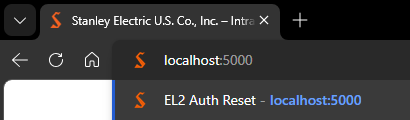 Stanley Electric U.S. Co., Inc. – Intra
localhost:5000
EL2 Auth Reset – localhost:5000